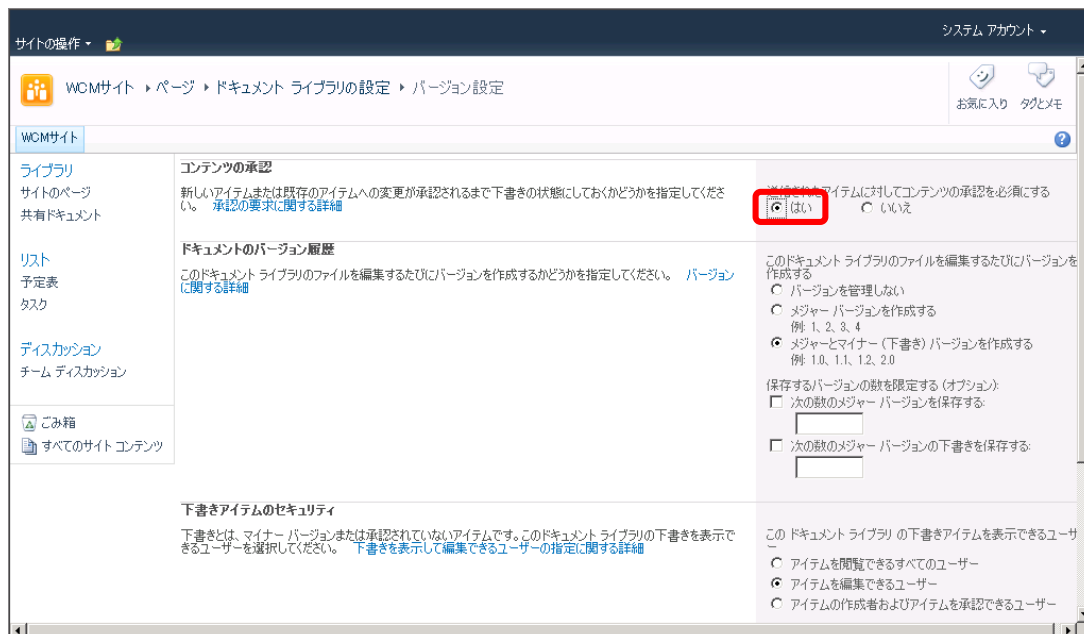 システム アカウント
サイトの操作
WCMサイト ページ ドキュメント ライブラリの設定 バージョン設定
お気に入り タグとメモ
WCMサイト
ライブラリ
サイトのページ
共有ドキュメント
リスト
予定表
タスク
ディスカッション
チーム ディスカッション
ごみ箱
すべてのサイト コンテンツ
コンテンツの承認
新しいアイテムまたは既存のアイテムへの変更が承認されるまで下書きの状態にしておくかどうかを指定してくださ
い。 承認の要求に関する詳細
送信されたアイテムに対してコンテンツの承認を必須にする
はい いいえ
ドキュメントのバージョン履歴
このドキュメント ライブラリのファイルを編集するたびにバージョンを作成するかどうかを指定してください。 バージョン
に関する詳細
このドキュメント ライブラリのファイルを編集するたびにバージョンを
作成する
バージョンを管理しない
メジャー バージョンを作成する
例: 1、2、3、4
メジャーとマイナー (下書き) バージョンを作成する
例: 1.0、1.1、1.2、2.0
保存するバージョンの数を限定する (オプション):
次の数のメジャー バージョンを保存する:
次の数のメジャー バージョンの下書きを保存する:
下書きアイテムのセキュリティ
下書きとは、マイナー バージョンまたは承認されていないアイテムです。このドキュメント ライブラリの下書きを表示で
きるユーザーを選択してください。 下書きを表示して編集できるユーザーの指定に関する詳細
この ドキュメント ライブラリ の下書きアイテムを表示できるユーザ
ー
アイテムを閲覧できるすべてのユーザー
アイテムを編集できるユーザー
アイテムの作成者およびアイテムを承認できるユーザー